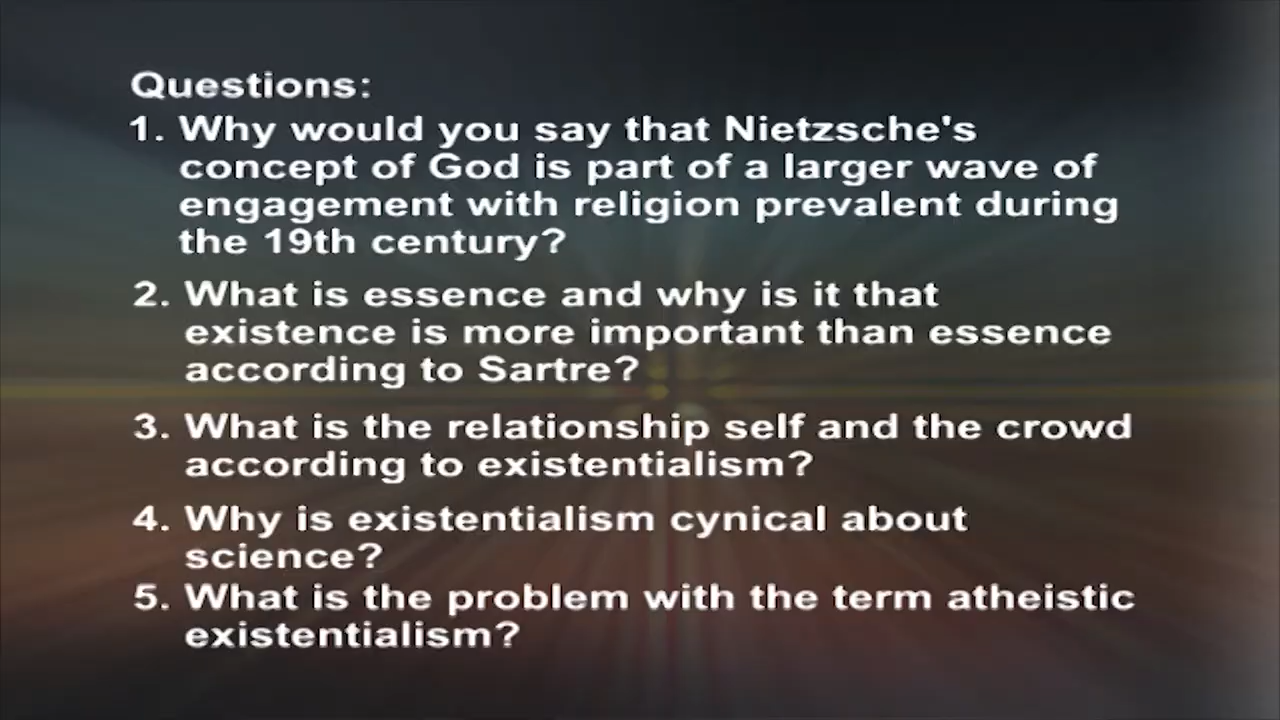 Questions:
1. Why would you say that Nietzsche's
concept of God is part of a larger wave of
engagement with religion prevalent during
the 19th century?
2. What is essence and why is it that
existence is more important than essence
according to Sartre?
3. What is the relationship self and the crowd
according to existentialism?
4. Why is existentialism cynical about
science?
5. What is the problem with the term atheistic
existentialism?